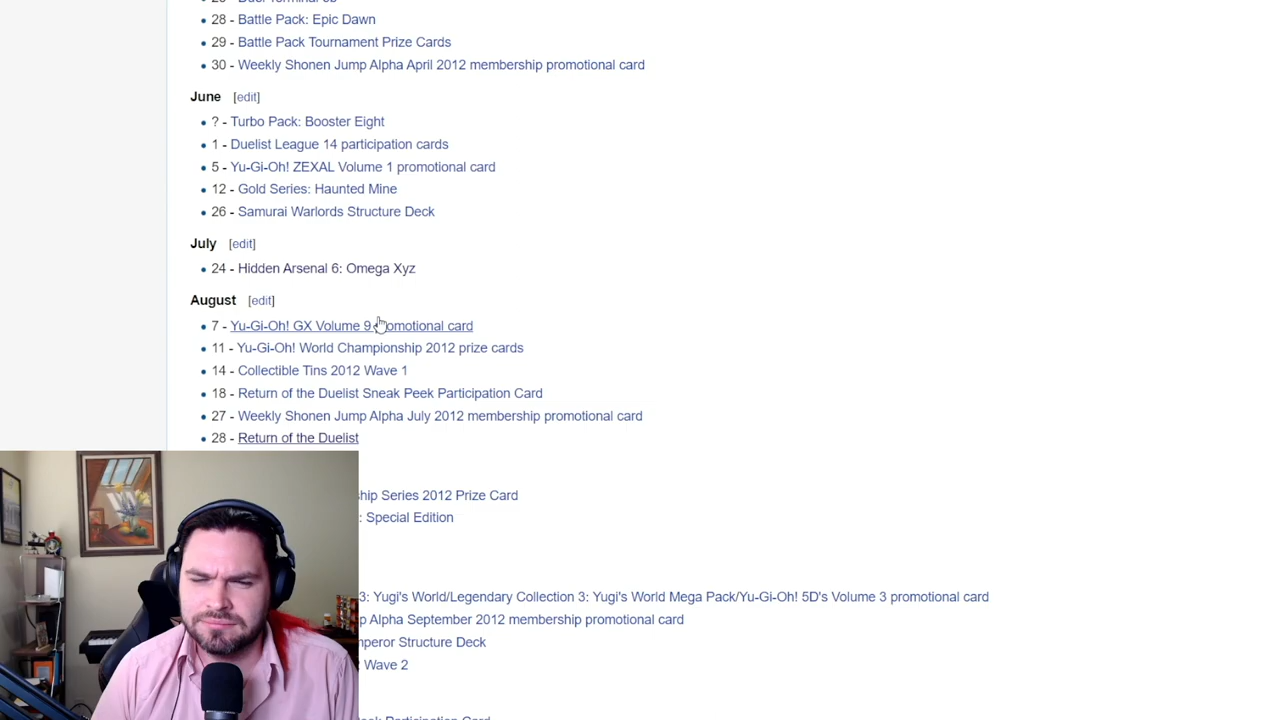 28 - Battle Pack: Epic Dawn
29 - Battle Pack Tournament Prize Cards
30 - Weekly Shonen Jump Alpha April 2012 membership promotional card
June [edit]
? - Turbo Pack: Booster Eight
1 - Duelist League 14 participation cards
5 - Yu-Gi-Oh! ZEXAL Volume 1 promotional card
12 - Gold Series: Haunted Mine
26 - Samurai Warlords Structure Deck
July [edit]
24 - Hidden Arsenal 6: Omega Xyz
August [edit]
7 - Yu-Gi-Oh! GX Volume 9 promotional card
11 - Yu-Gi-Oh! World Championship 2012 prize cards
14 - Collectible Tins 2012 Wave 1
18 - Return of the Duelist Sneak Peek Participation Card
27 - Weekly Shonen Jump Alpha July 2012 membership promotional card
28 - Return of the Duelist
Series 2012 Prize Card
: Special Edition
3: Yugi's World/Legendary Collection 3: Yugi's World Mega Pack/Yu-Gi-Oh! 5D's Volume 3 promotional card
Alpha September 2012 membership promotional card
Structure Deck
Wave 2